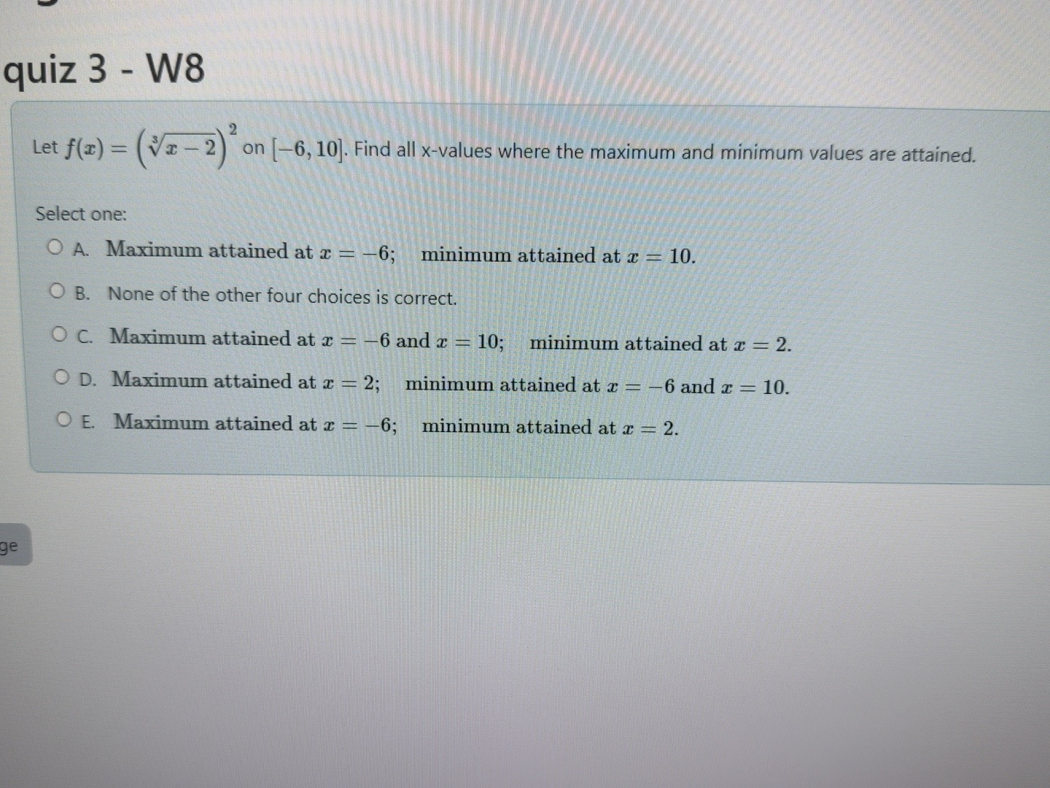 quiz 3 - W8
Let f(x) = (∛(x − 2))² on [−6, 10]. Find all x-values where the maximum and minimum values are attained.
Select one:
A. Maximum attained at x = −6; minimum attained at x = 10.
B. None of the other four choices is correct.
C. Maximum attained at x = −6 and x = 10; minimum attained at x = 2.
D. Maximum attained at x = 2; minimum attained at x = −6 and x = 10.
E. Maximum attained at x = −6; minimum attained at x = 2.
ge